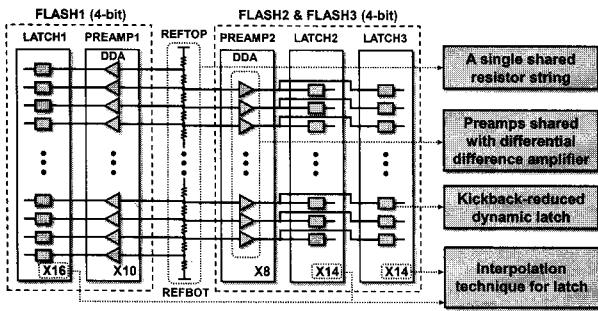 FLASH1 (4-bit)
FLASH2 & FLASH3 (4-bit)
LATCH1
PREAMP1
REFTOP
PREAMP2
LATCH2
LATCH3
DDA
DDA
X16
X10
REFBOT
X8
X14
X14
A single shared
resistor string
Preamps shared
with differential
difference amplifier
Kickback-reduced
dynamic latch
Interpolation
technique for latch